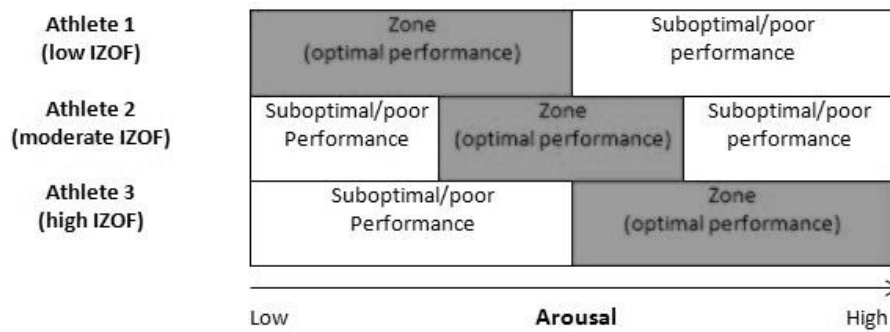 Athlete 1
(low IZOF)
Zone
(optimal performance)
Suboptimal/poor
performance
Athlete 2
(moderate IZOF)
Suboptimal/poor
Performance
Zone
(optimal performance)
Suboptimal/poor
performance
Athlete 3
(high IZOF)
Suboptimal/poor
Performance
Zone
(optimal performance)
Low
Arousal
High